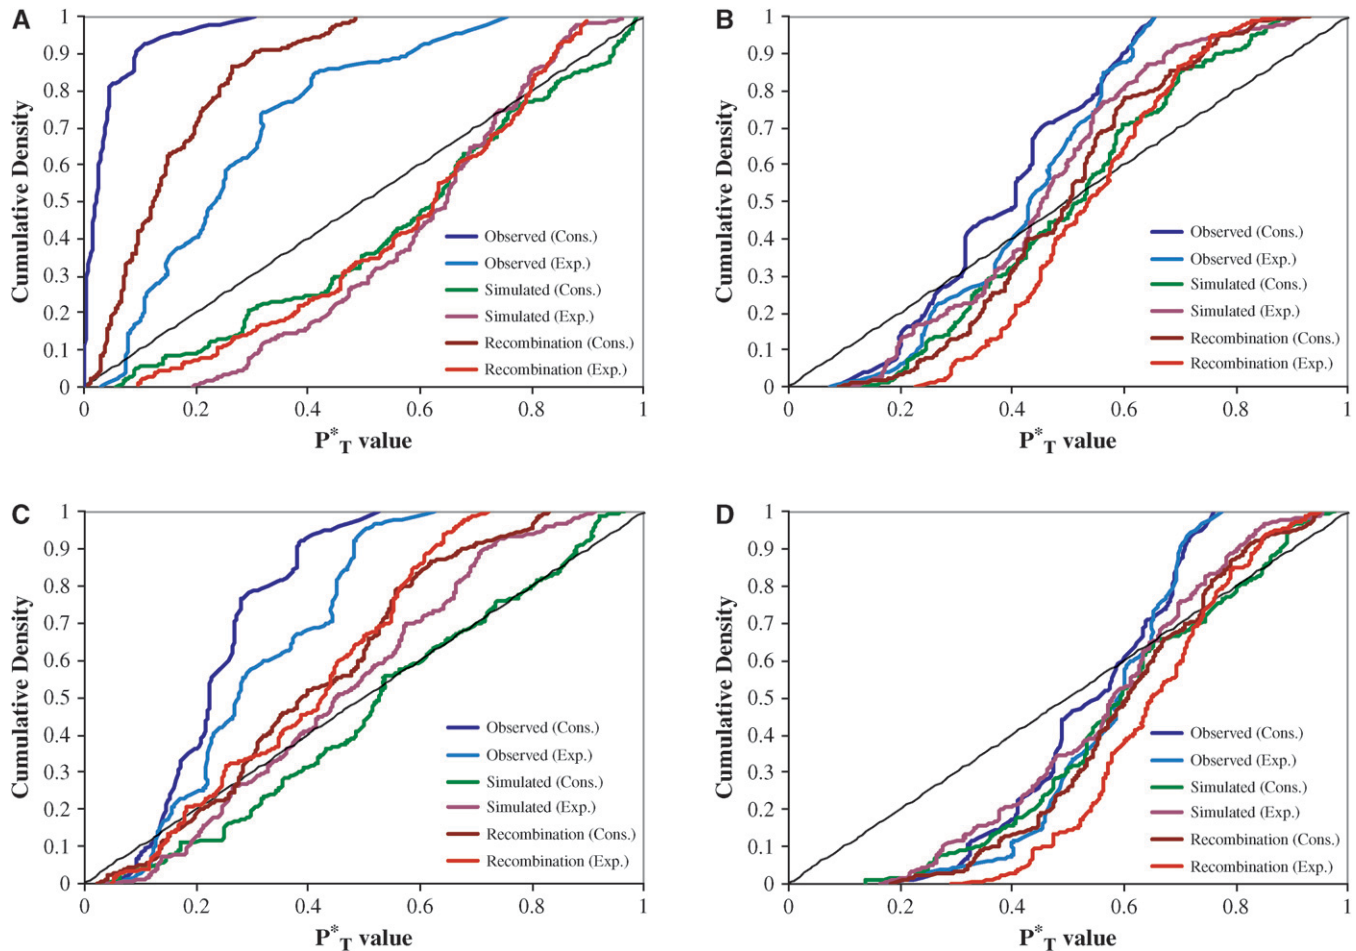 A
1
0.9
0.8
0.7
0.6
0.5
0.4
0.3
0.2
0.1
0
Cumulative Density
Observed (Cons.)
Observed (Exp.)
Simulated (Cons.)
Simulated (Exp.)
Recombination (Cons.)
Recombination (Exp.)
0 0.2 0.4 0.6 0.8 1
P*T value
B
1
0.9
0.8
0.7
0.6
0.5
0.4
0.3
0.2
0.1
0
Cumulative Density
Observed (Cons.)
Observed (Exp.)
Simulated (Cons.)
Simulated (Exp.)
Recombination (Cons.)
Recombination (Exp.)
0 0.2 0.4 0.6 0.8 1
P*T value
C
1
0.9
0.8
0.7
0.6
0.5
0.4
0.3
0.2
0.1
0
Cumulative Density
Observed (Cons.)
Observed (Exp.)
Simulated (Cons.)
Simulated (Exp.)
Recombination (Cons.)
Recombination (Exp.)
0 0.2 0.4 0.6 0.8 1
P*T value
D
1
0.9
0.8
0.7
0.6
0.5
0.4
0.3
0.2
0.1
0
Cumulative Density
Observed (Cons.)
Observed (Exp.)
Simulated (Cons.)
Simulated (Exp.)
Recombination (Cons.)
Recombination (Exp.)
0 0.2 0.4 0.6 0.8 1
P*T value